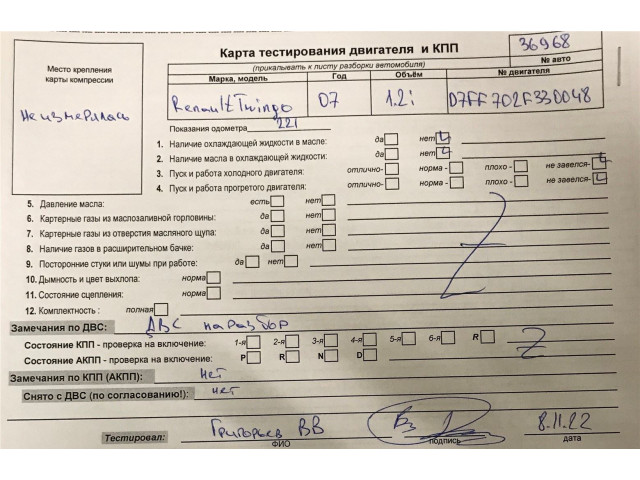 Карта тестирования двигателя и КПП
36968
(прикалывать к листу разборки автомобиля)
№ авто
Место крепления
карты компрессии
Марка, модель
Год
Объём
№ двигателя
Не измерялась
Renault Twingo
07
1.2i
D7FF702F330048
Показания одометра 221
1. Наличие охлаждающей жидкости в масле: да нет
2. Наличие масла в охлаждающей жидкости: да нет
3. Пуск и работа холодного двигателя: отлично- норма - плохо - не завелся-
4. Пуск и работа прогретого двигателя: отлично- норма - плохо - не завелся-
5. Давление масла: есть нет
6. Картерные газы из маслозаливной горловины: да нет
7. Картерные газы из отверстия масляного щупа: да нет
8. Наличие газов в расширительном бачке: да нет
9. Посторонние стуки или шумы при работе: да нет
10. Дымность и цвет выхлопа: норма
11. Состояние сцепления: норма
12. Комплектность : полная
Замечания по ДВС: ДВС на разбор
Состояние КПП - проверка на включение: 1-я 2-я 3-я 4-я 5-я 6-я R
Состояние АКПП - проверка на включение: P R N D
Замечания по КПП (АКПП): нет
Снято с ДВС (по согласованию!): нет
Тестировал: Григорьев ВВ 8.11.22
ФИО подпись дата